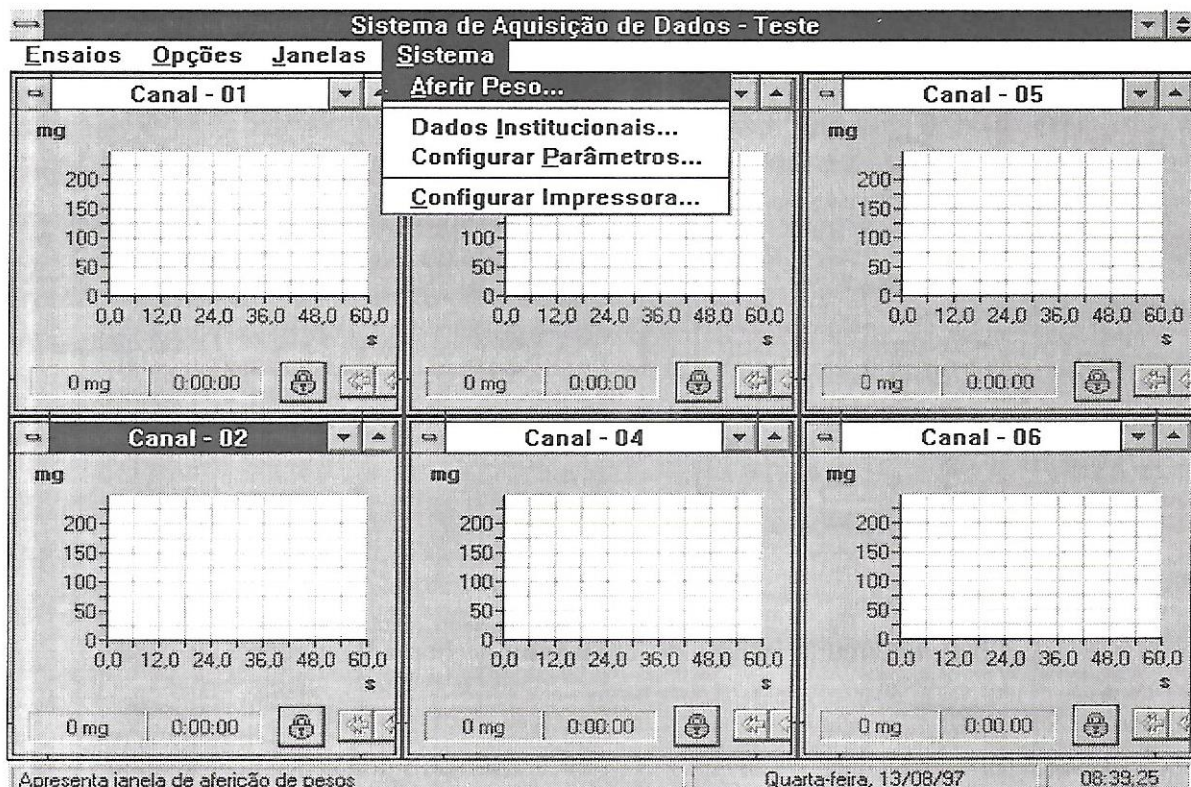 Sistema de Aquisição de Dados - Teste
Ensaios Opções Janelas Sistema
Aferir Peso...
Dados Institucionais...
Configurar Parâmetros...
Configurar Impressora...
Canal - 01
mg
200
150
100
50
0
0,0 12,0 24,0 36,0 48,0 60,0
s
0 mg 0:00:00
100
50
0
0,0 12,0 24,0 36,0 48,0 60,0
s
0 mg 0:00:00
Canal - 05
mg
200
150
100
50
0
0,0 12,0 24,0 36,0 48,0 60,0
s
0 mg 0:00:00
Canal - 02
mg
200
150
100
50
0
0,0 12,0 24,0 36,0 48,0 60,0
s
0 mg 0:00:00
Canal - 04
mg
200
150
100
50
0
0,0 12,0 24,0 36,0 48,0 60,0
s
0 mg 0:00:00
Canal - 06
mg
200
150
100
50
0
0,0 12,0 24,0 36,0 48,0 60,0
s
0 mg 0:00:00
Apresenta janela de aferição de pesos Quarta-feira, 13/08/97 08:39:25